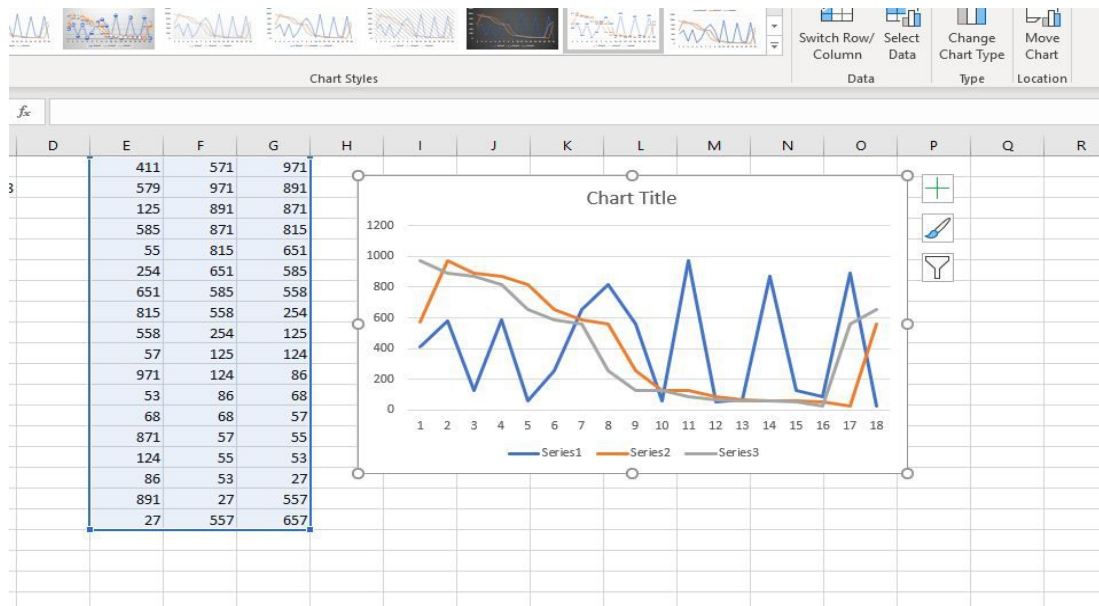 Switch Row/ Select Change Move
Column Data Chart Type Chart
Chart Styles Data Type Location
fx
D E F G H I J K L M N O P Q R
411 571 971
579 971 891
125 891 871
585 871 815
55 815 651
254 651 585
651 585 558
815 558 254
558 254 125
57 125 124
971 124 86
53 86 68
68 68 57
871 57 55
124 55 53
86 53 27
891 27 557
27 557 657
Chart Title
1200
1000
800
600
400
200
0
1 2 3 4 5 6 7 8 9 10 11 12 13 14 15 16 17 18
Series1 Series2 Series3